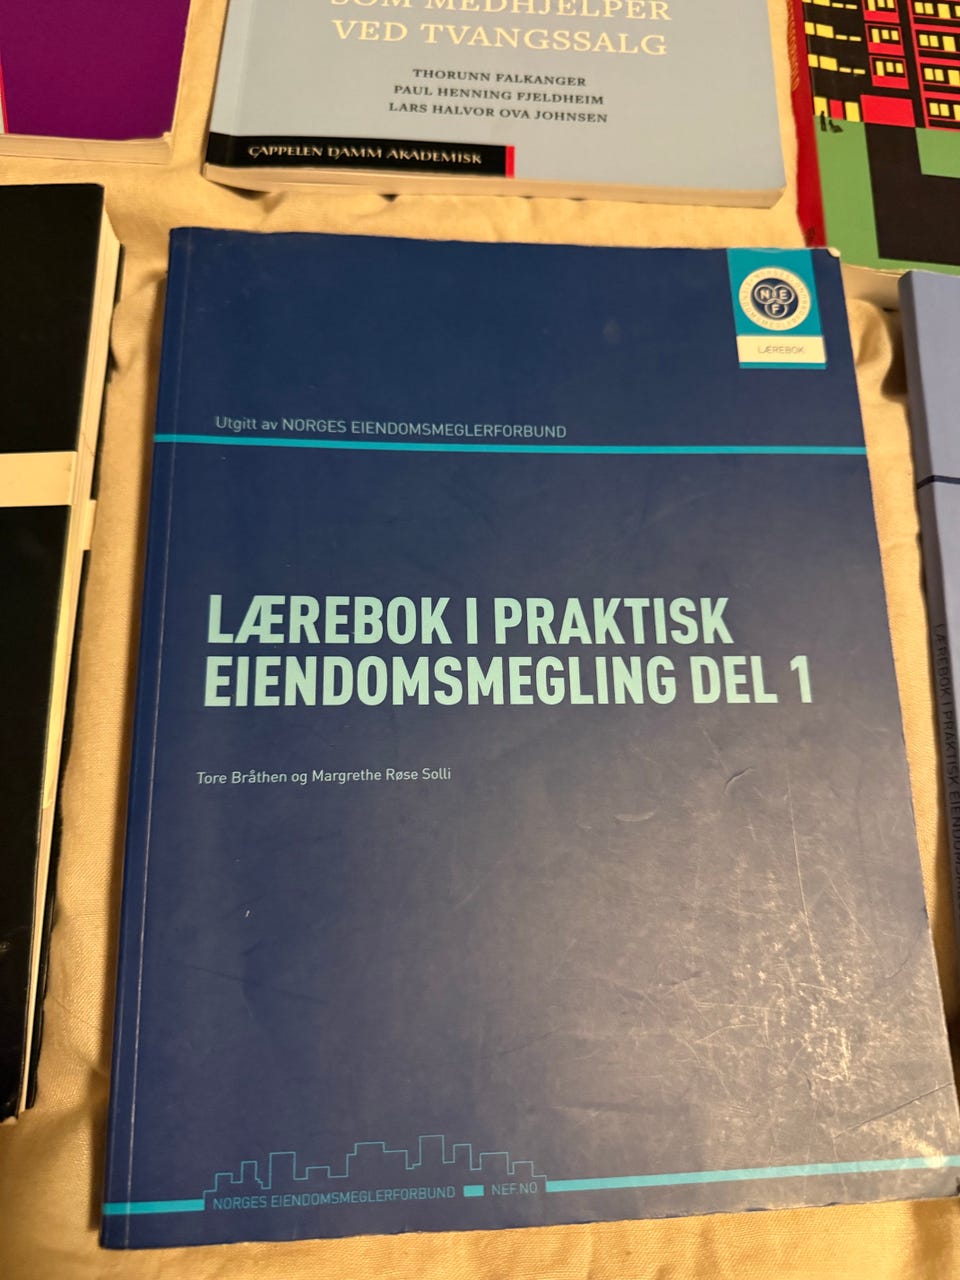 SOM MEDHJELPER
VED TVANGSSALG
THORUNN FALKANGER
PAUL HENNING FJELDHEIM
LARS HALVOR OVA JOHNSEN
CAPPELEN DAMM AKADEMISK
NEF
LÆREBOK
Utgitt av NORGES EIENDOMSMEGLERFORBUND
LÆREBOK I PRAKTISK
EIENDOMSMEGLING DEL 1
Tore Bråthen og Margrethe Røse Solli
NORGES EIENDOMSMEGLERFORBUND NEF.NO
LÆREBOK I PRAKTISK